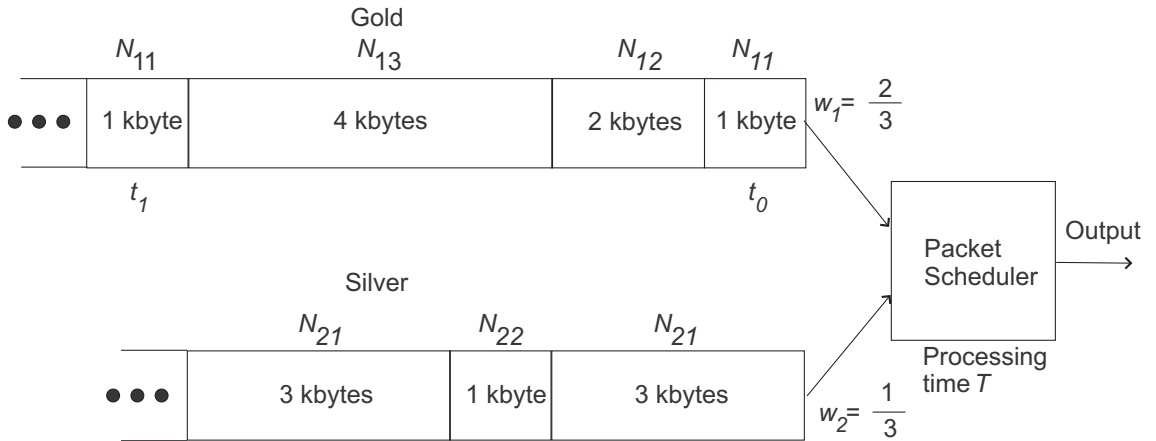 Gold
N11 N13 N12 N11
w1= 2/3
●●● 1 kbyte 4 kbytes 2 kbytes 1 kbyte
t1 t0
Output
Packet
Scheduler
Silver
N21 N22 N21
Processing
time T
●●● 3 kbytes 1 kbyte 3 kbytes
w2= 1/3